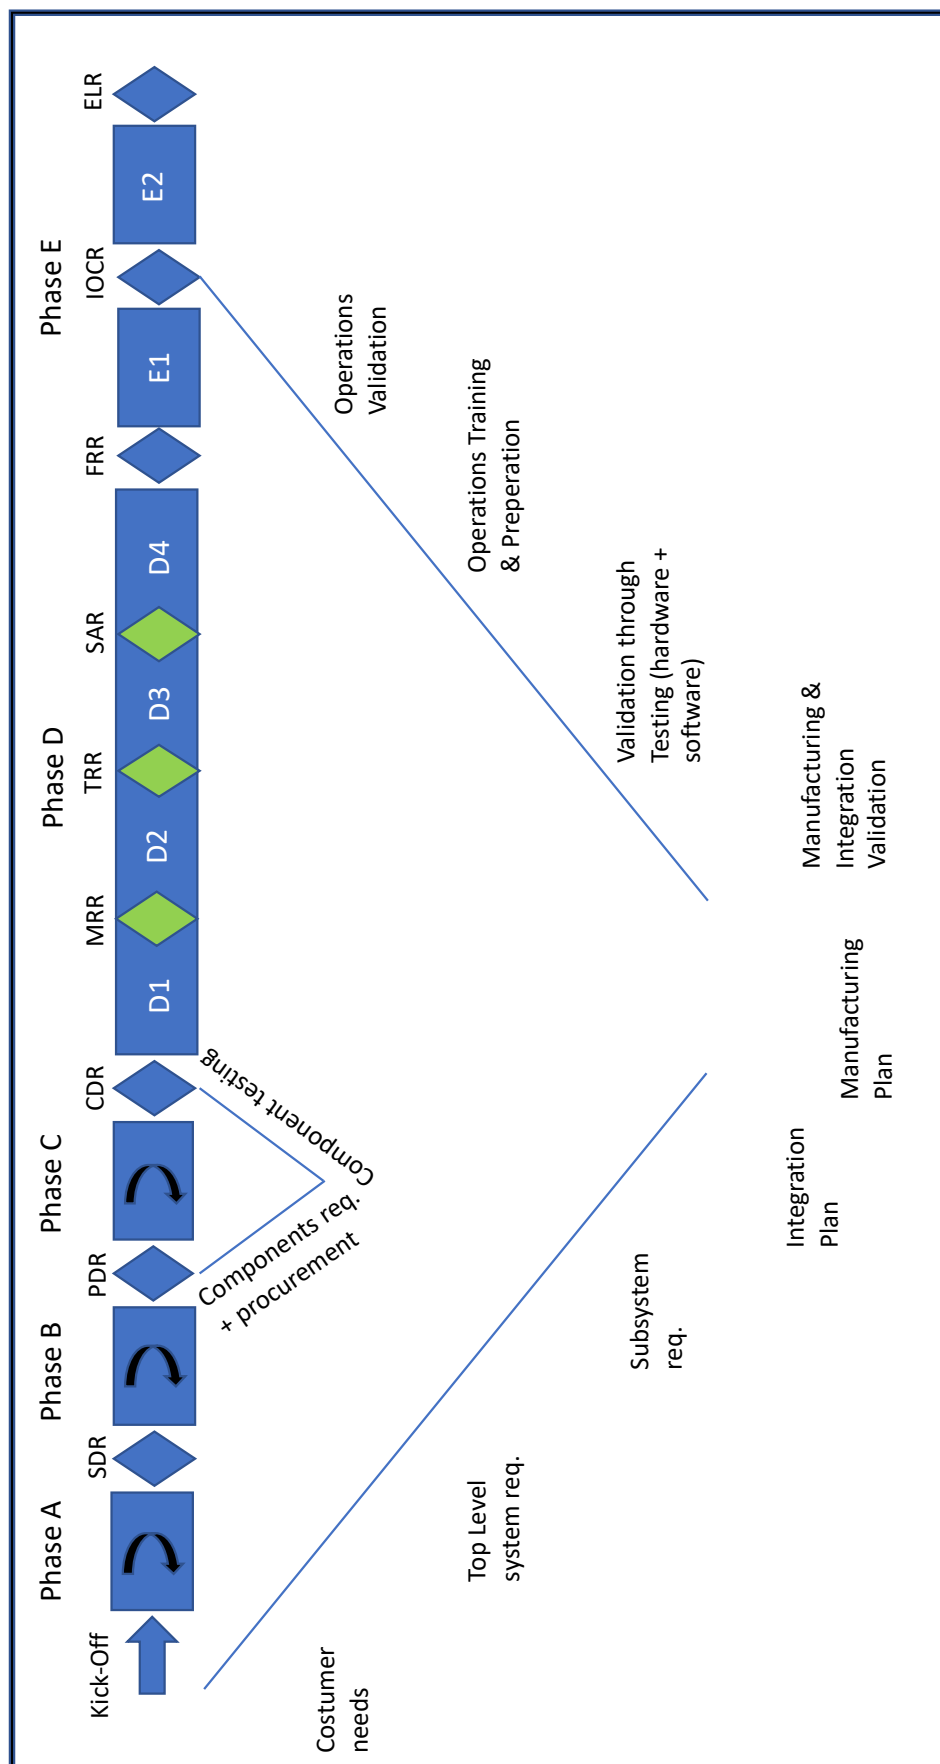 Phase A
Phase B
Phase C
Phase D
Phase E
Kick-Off
SDR
PDR
CDR
MRR
TRR
SAR
FRR
IOCR
ELR
D1
D2
D3
D4
E1
E2
Components req.
+ procurement
Component testing
Costumer
needs
Top Level
system req.
Subsystem
req.
Integration
Plan
Manufacturing
Plan
Manufacturing &
Integration
Validation
Validation through
Testing (hardware +
software)
Operations Training
& Preperation
Operations
Validation